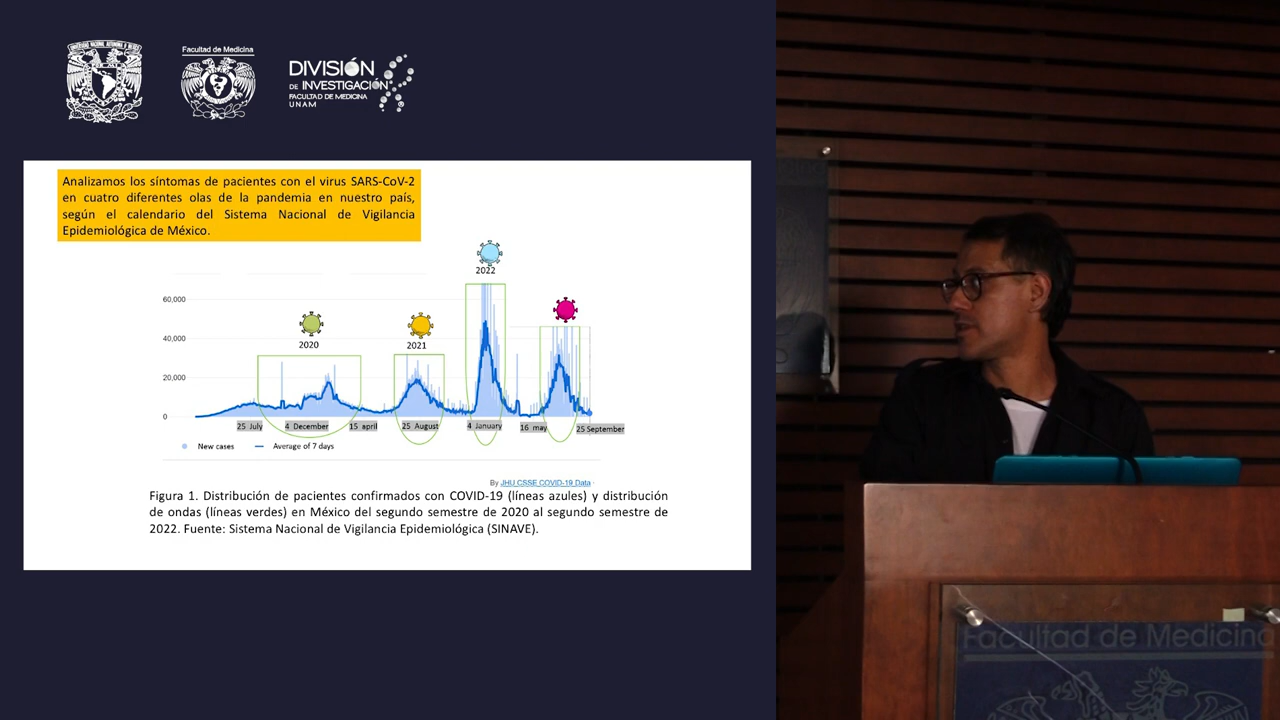 UNIVERSIDAD NACIONAL AUTONOMA DE MEXICO
Facultad de Medicina
DIVISIÓN
DE INVESTIGACIÓN
FACULTAD DE MEDICINA
UNAM
Analizamos los síntomas de pacientes con el virus SARS-CoV-2
en cuatro diferentes olas de la pandemia en nuestro país,
según el calendario del Sistema Nacional de Vigilancia
Epidemiológica de México.
2022
60,000
40,000
2020
2021
20,000
0
25 July
4 December
15 april
25 August
4 January
16 may
25 September
New cases
Average of 7 days
By JHU CSSE COVID-19 Data ·
Figura 1. Distribución de pacientes confirmados con COVID-19 (líneas azules) y distribución
de ondas (líneas verdes) en México del segundo semestre de 2020 al segundo semestre de
2022. Fuente: Sistema Nacional de Vigilancia Epidemiológica (SINAVE).
Facultad de Medicina